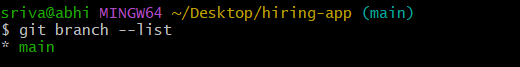 sriva@abhi MINGW64 ~/Desktop/hiring-app (main)
$ git branch --list
* main